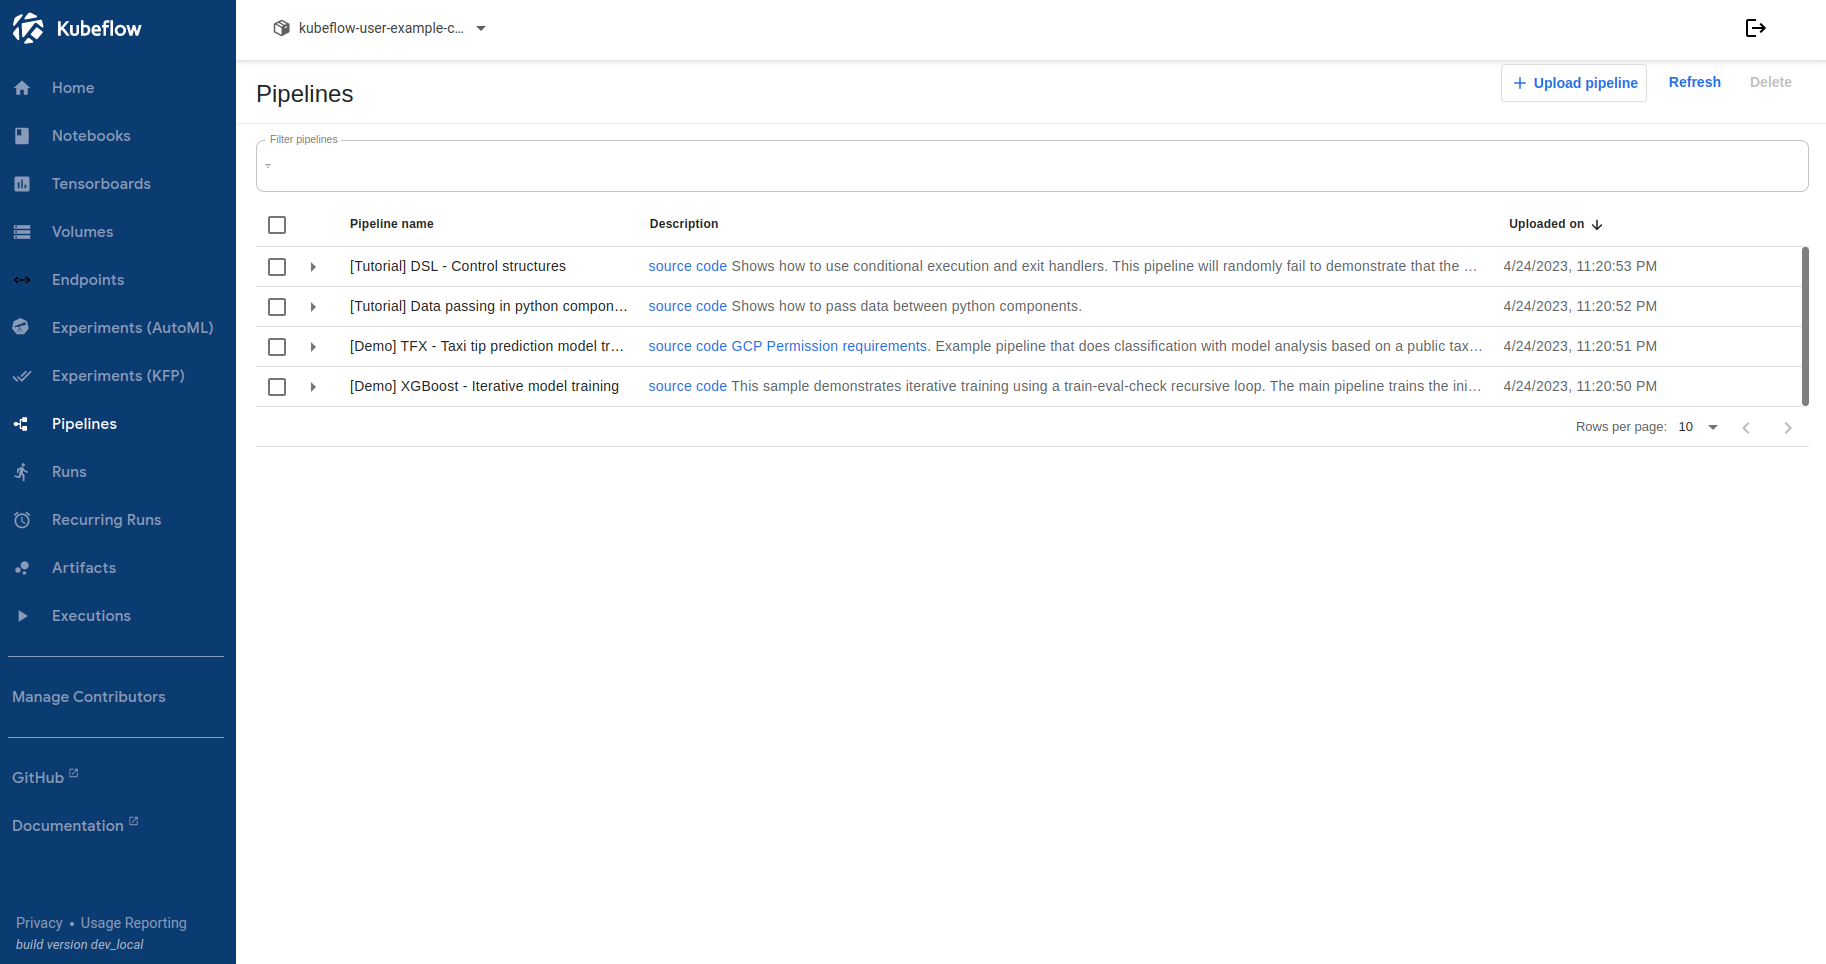 Kubeflow
kubeflow-user-example-c...
Home
Notebooks
Tensorboards
Volumes
Endpoints
Experiments (AutoML)
Experiments (KFP)
Pipelines
Runs
Recurring Runs
Artifacts
Executions
Manage Contributors
GitHub
Documentation
Privacy • Usage Reporting
build version dev_local
Pipelines
+ Upload pipeline Refresh Delete
Filter pipelines
Pipeline name Description Uploaded on
[Tutorial] DSL - Control structures source code Shows how to use conditional execution and exit handlers. This pipeline will randomly fail to demonstrate that the ... 4/24/2023, 11:20:53 PM
[Tutorial] Data passing in python compon... source code Shows how to pass data between python components. 4/24/2023, 11:20:52 PM
[Demo] TFX - Taxi tip prediction model tr... source code GCP Permission requirements. Example pipeline that does classification with model analysis based on a public tax... 4/24/2023, 11:20:51 PM
[Demo] XGBoost - Iterative model training source code This sample demonstrates iterative training using a train-eval-check recursive loop. The main pipeline trains the ini... 4/24/2023, 11:20:50 PM
Rows per page: 10